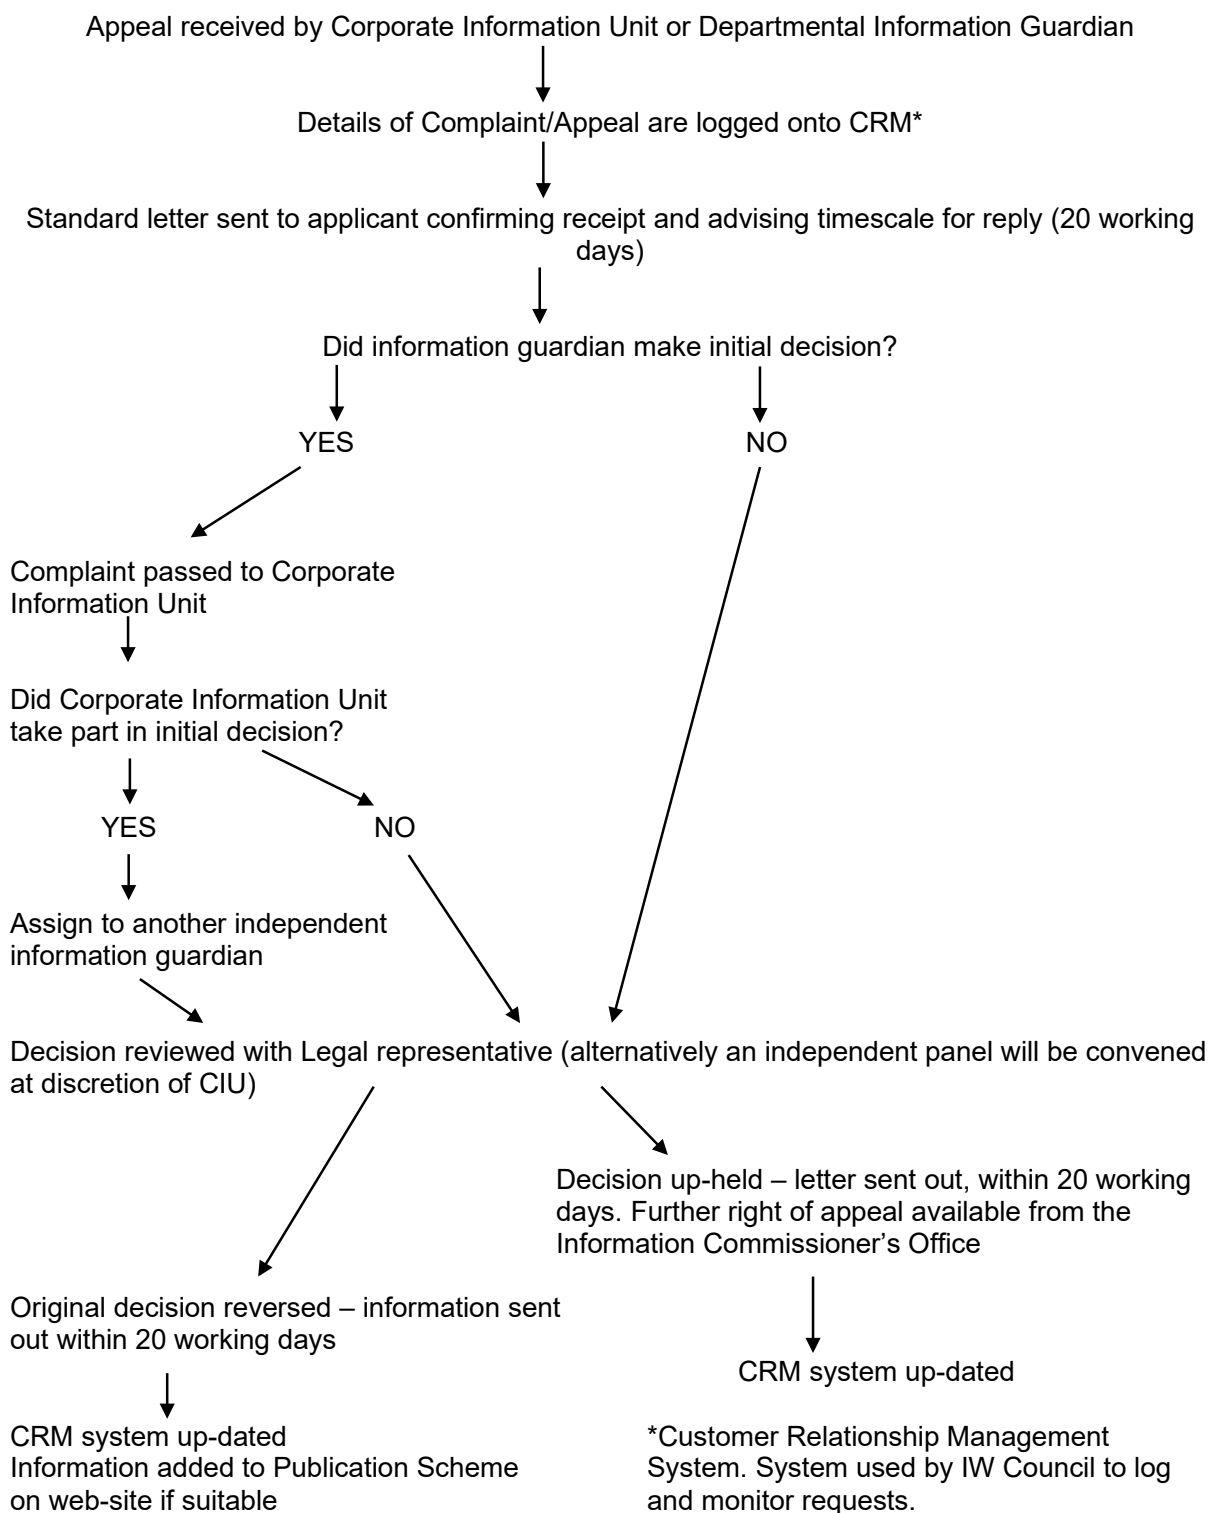 Appeal received by Corporate Information Unit or Departmental Information Guardian
Details of Complaint/Appeal are logged onto CRM*
Standard letter sent to applicant confirming receipt and advising timescale for reply (20 working
days)
Did information guardian make initial decision?
YES
NO
Complaint passed to Corporate
Information Unit
Did Corporate Information Unit
take part in initial decision?
YES
NO
Assign to another independent
information guardian
Decision reviewed with Legal representative (alternatively an independent panel will be convened
at discretion of CIU)
Decision up-held – letter sent out, within 20 working
days. Further right of appeal available from the
Information Commissioner’s Office
Original decision reversed – information sent
out within 20 working days
CRM system up-dated
CRM system up-dated
Information added to Publication Scheme
on web-site if suitable
*Customer Relationship Management
System. System used by IW Council to log
and monitor requests.